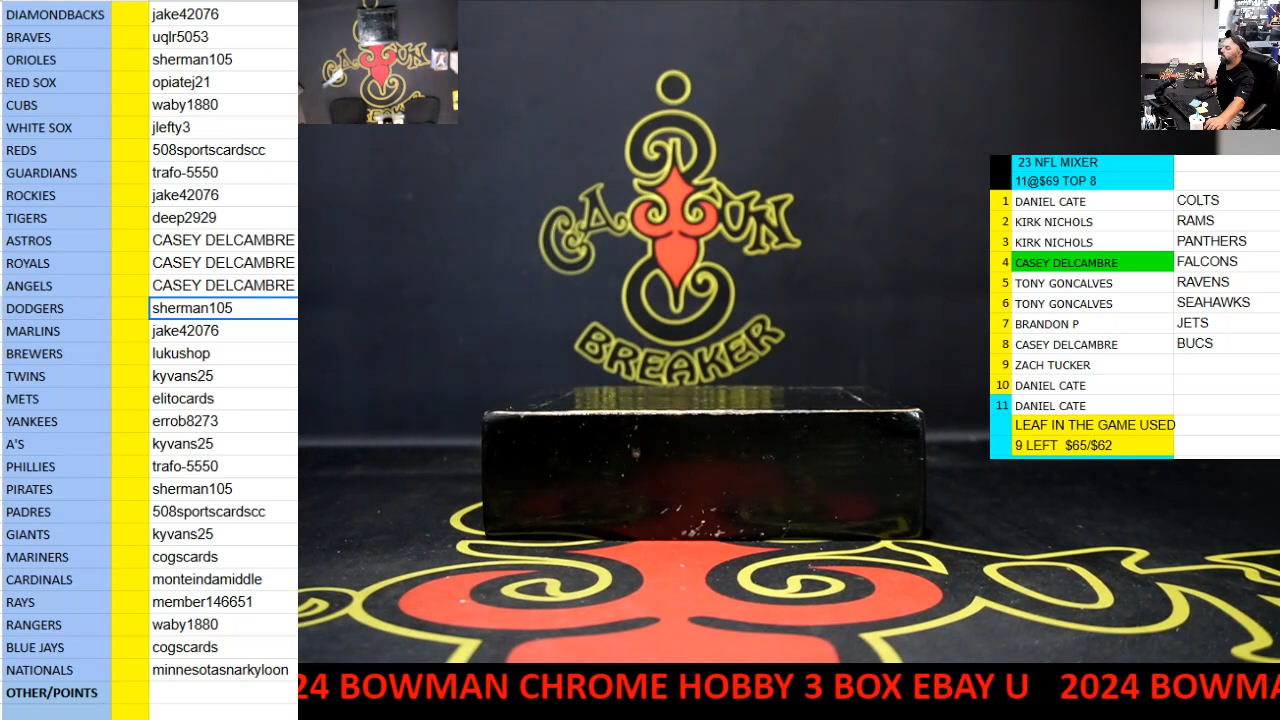 DIAMONDBACKS jake42076
BRAVES uqlr5053
ORIOLES sherman105
RED SOX opiatej21
CUBS waby1880
WHITE SOX jlefty3
REDS 508sportscardscc
GUARDIANS trafo-5550
ROCKIES jake42076
TIGERS deep2929
ASTROS CASEY DELCAMBRE
ROYALS CASEY DELCAMBRE
ANGELS CASEY DELCAMBRE
DODGERS sherman105
MARLINS jake42076
BREWERS lukushop
TWINS kyvans25
METS elitocards
YANKEES errob8273
A'S kyvans25
PHILLIES trafo-5550
PIRATES sherman105
PADRES 508sportscardscc
GIANTS kyvans25
MARINERS cogscards
CARDINALS monteindamiddle
RAYS member146651
RANGERS waby1880
BLUE JAYS cogscards
NATIONALS minnesotasnarkyloon
OTHER/POINTS
CAJUN
BREAKER
23 NFL MIXER
11@$69 TOP 8
1 DANIEL CATE COLTS
2 KIRK NICHOLS RAMS
3 KIRK NICHOLS PANTHERS
4 CASEY DELCAMBRE FALCONS
5 TONY GONCALVES RAVENS
6 TONY GONCALVES SEAHAWKS
7 BRANDON P JETS
8 CASEY DELCAMBRE BUCS
9 ZACH TUCKER
10 DANIEL CATE
11 DANIEL CATE
LEAF IN THE GAME USED
9 LEFT $65/$62
24 BOWMAN CHROME HOBBY 3 BOX EBAY U 2024 BOWMA